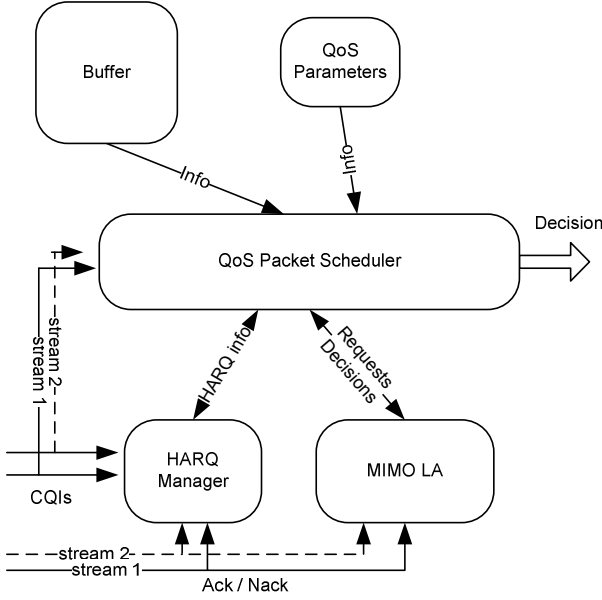 Buffer
QoS
Parameters
Info
Info
QoS Packet Scheduler
Decision
stream 1
stream 2
HARQ info
Requests
Decisions
HARQ
Manager
MIMO LA
CQIs
stream 2
stream 1
Ack / Nack